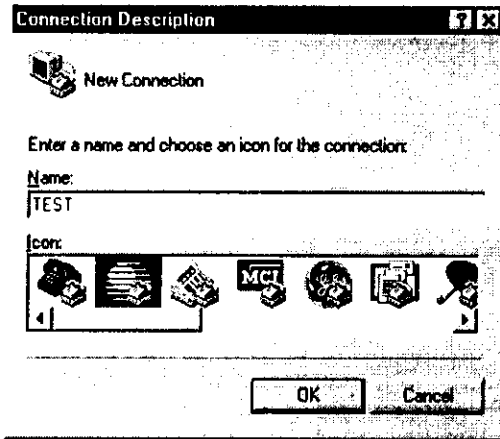 Connection Description
New Connection
Enter a name and choose an icon for the connection:
Name:
TEST
Icon:
MCI
OK
Cancel